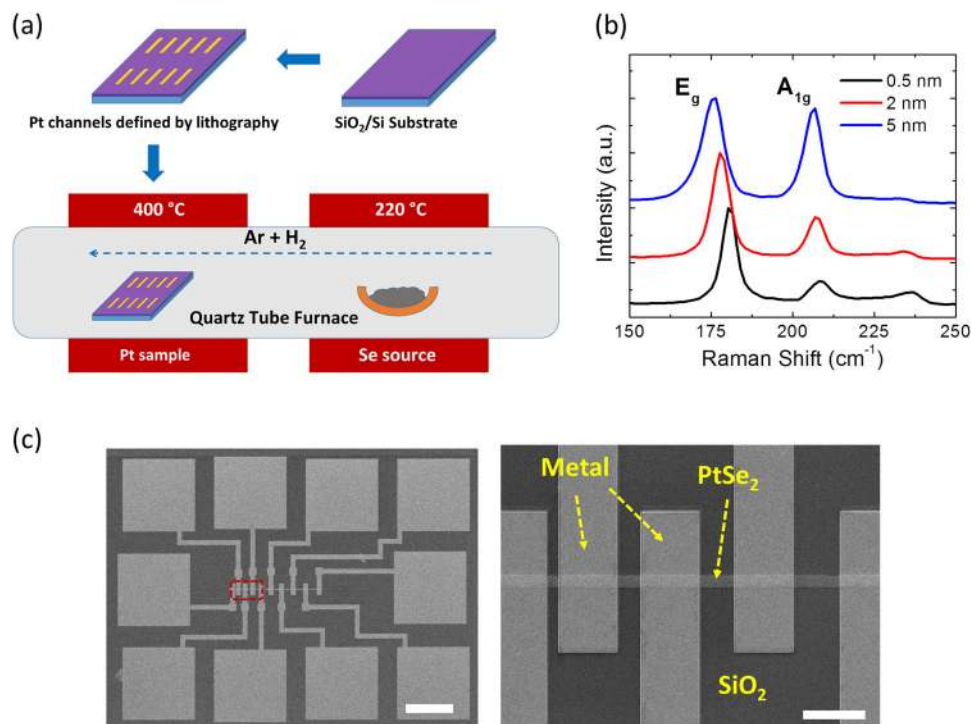 (a)
Pt channels defined by lithography
SiO₂/Si Substrate
400 °C
220 °C
Ar + H₂
Quartz Tube Furnace
Pt sample
Se source
(b)
E_g
A_1g
0.5 nm
2 nm
5 nm
Intensity (a.u.)
150 175 200 225 250
Raman Shift (cm⁻¹)
(c)
Metal
PtSe₂
SiO₂